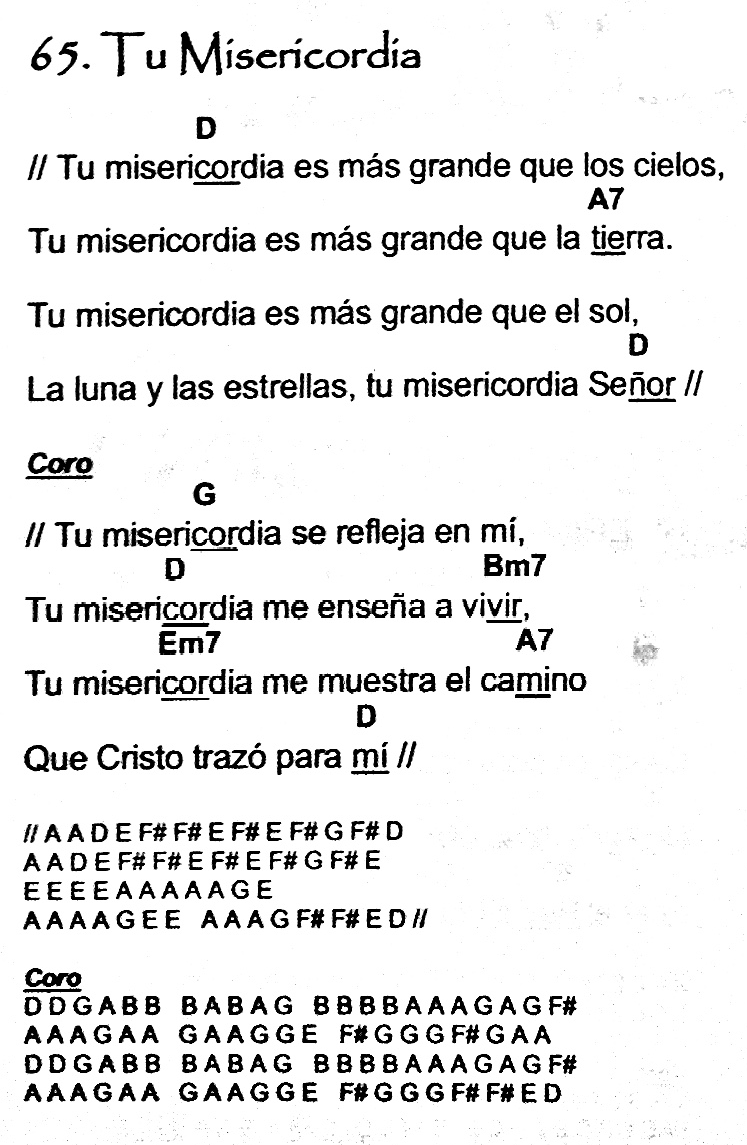 65. Tu Misericordia
D
// Tu misericordia es más grande que los cielos,
A7
Tu misericordia es más grande que la tierra.
Tu misericordia es más grande que el sol,
D
La luna y las estrellas, tu misericordia Señor //
Coro
G
// Tu misericordia se refleja en mí,
D Bm7
Tu misericordia me enseña a vivir,
Em7 A7
Tu misericordia me muestra el camino
D
Que Cristo trazó para mí //
// A A D E F# F# E F# E F# G F# D
A A D E F# F# E F# E F# G F# E
E E E E A A A A A G E
A A A A G E E A A A G F# F# E D //
Coro
D D G A B B B A B A G B B B B A A A G A G F#
A A A G A A G A A G G E F# G G G F# G A A
D D G A B B B A B A G B B B B A A A G A G F#
A A A G A A G A A G G E F# G G G F# F# E D